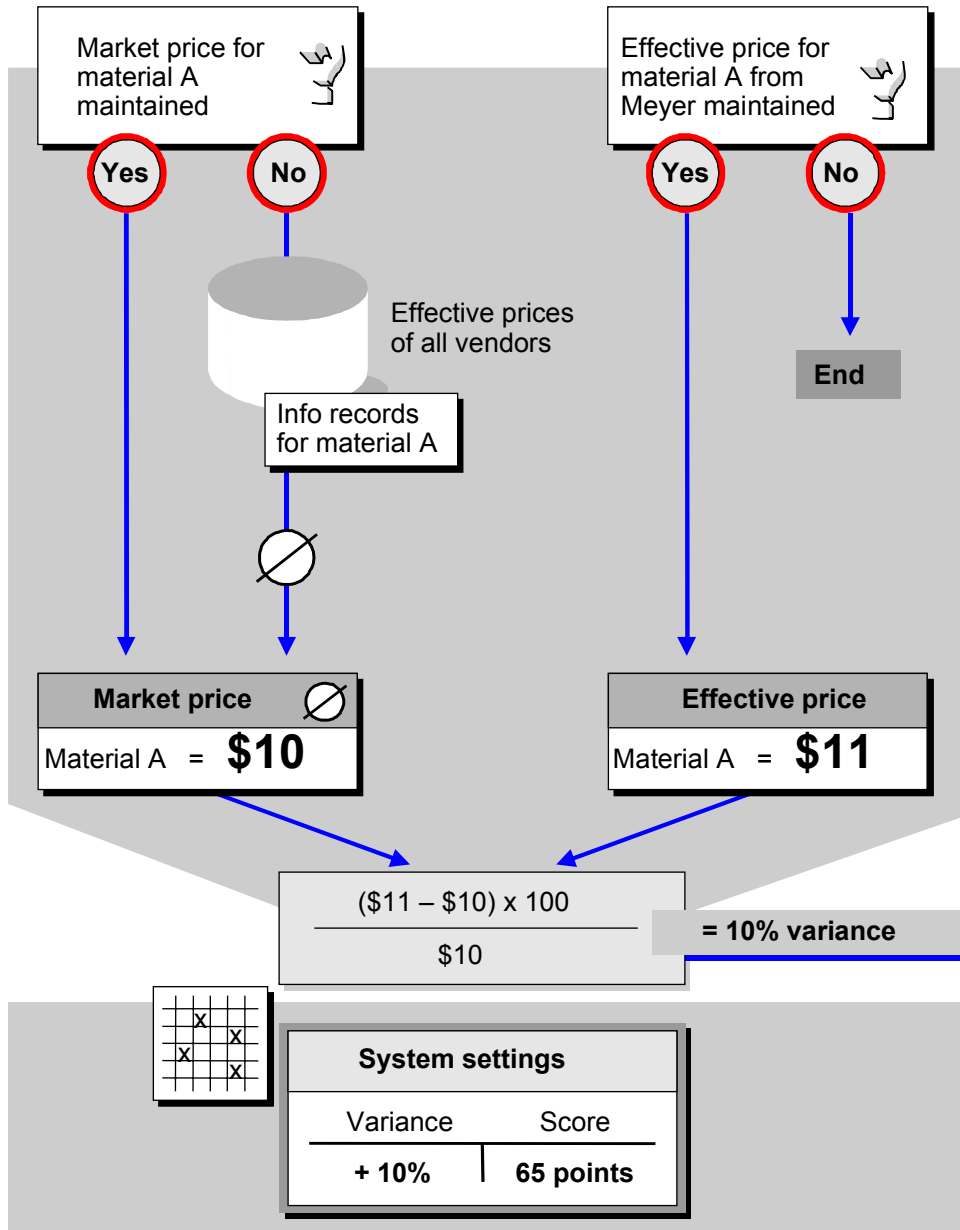 Market price for
material A
maintained
Effective price for
material A from
Meyer maintained
Yes
No
Yes
No
Effective prices
of all vendors
End
Info records
for material A
Market price
Material A = $10
Effective price
Material A = $11
($11 – $10) x 100
$10
= 10% variance
X
X
X
X
System settings
Variance Score
+ 10% 65 points